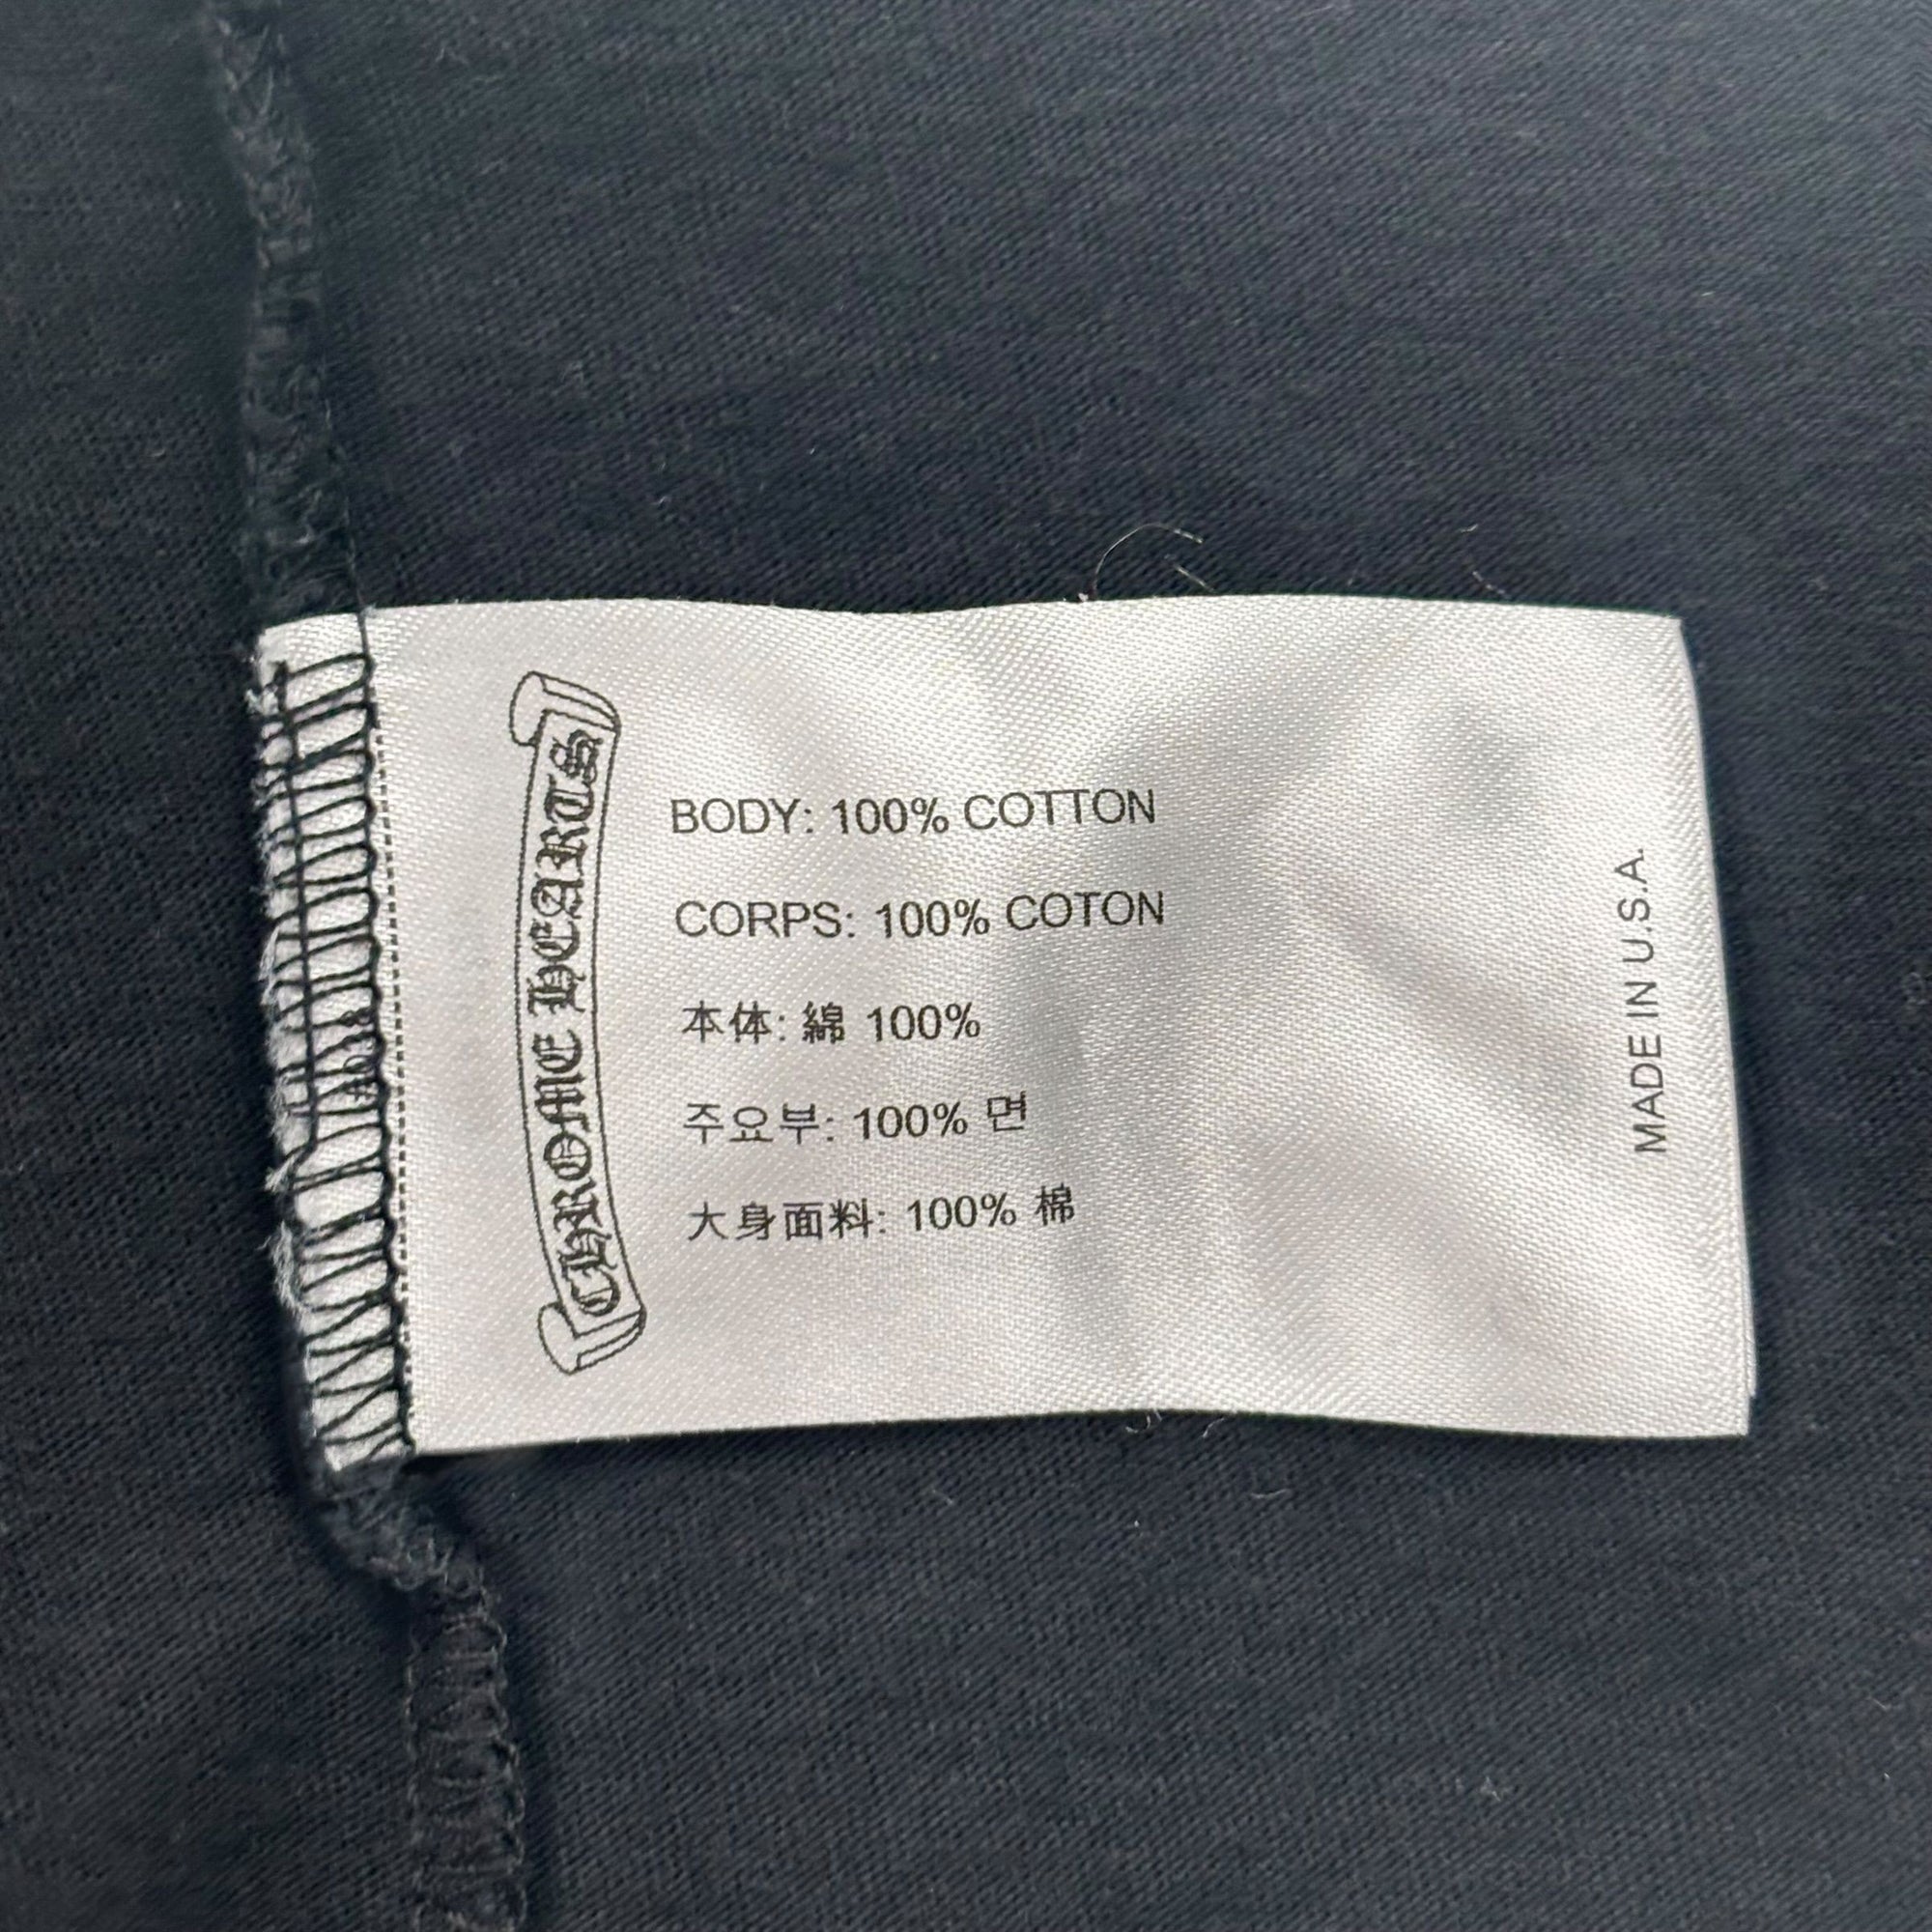 CHROME HEARTS
BODY: 100% COTTON
CORPS: 100% COTON
本体: 綿 100%
주요부: 100% 면
大身面料: 100% 棉
MADE IN U.S.A.